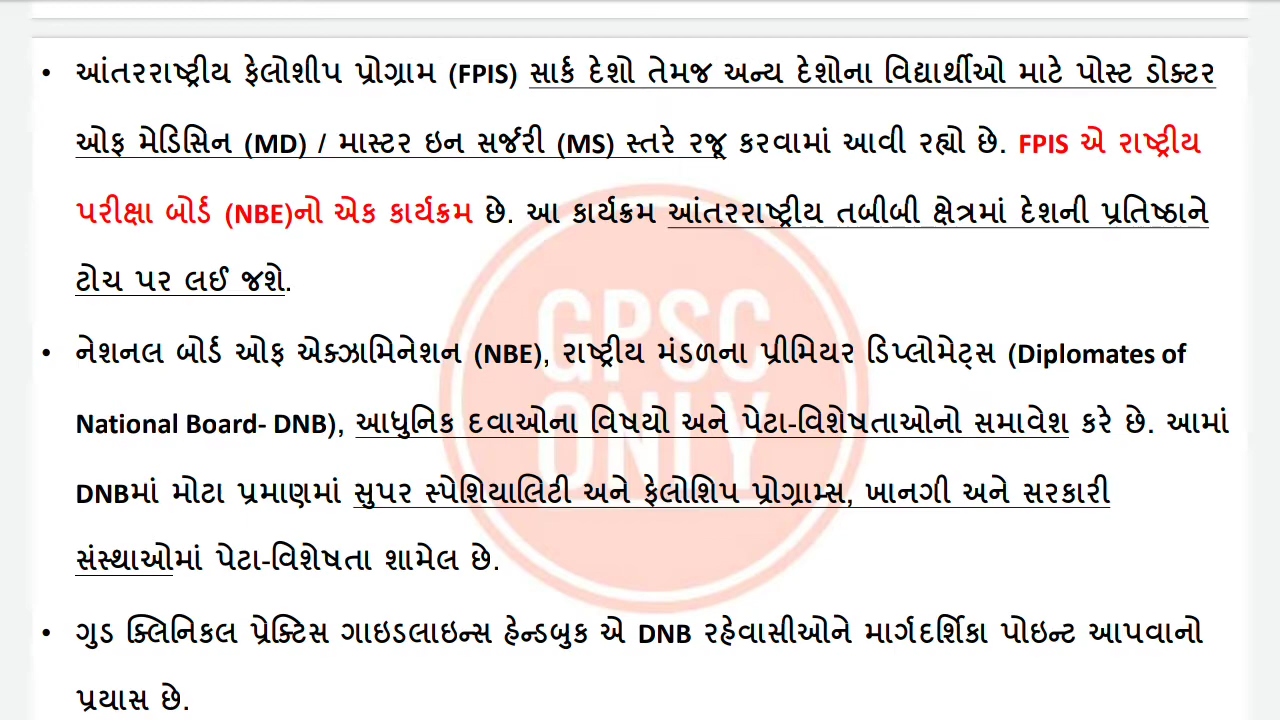 • આંતરરાષ્ટ્રીય ફેલોશીપ પ્રોગ્રામ (FPIS) સાર્ક દેશો તેમજ અન્ય દેશોના વિદ્યાર્થીઓ માટે પોસ્ટ ડોક્ટર
ઓફ મેડિસિન (MD) / માસ્ટર ઇન સર્જરી (MS) સ્તરે રજૂ કરવામાં આવી રહ્યો છે. FPIS એ રાષ્ટ્રીય
પરીક્ષા બોર્ડ (NBE)નો એક કાર્યક્રમ છે. આ કાર્યક્રમ આંતરરાષ્ટ્રીય તબીબી ક્ષેત્રમાં દેશની પ્રતિષ્ઠાને
ટોચ પર લઈ જશે.
• નેશનલ બોર્ડ ઓફ એક્ઝામિનેશન (NBE), રાષ્ટ્રીય મંડળના પ્રીમિયર ડિપ્લોમેટ્સ (Diplomates of
National Board- DNB), આધુનિક દવાઓના વિષયો અને પેટા-વિશેષતાઓનો સમાવેશ કરે છે. આમાં
DNBમાં મોટા પ્રમાણમાં સુપર સ્પેશિયાલિટી અને ફેલોશિપ પ્રોગ્રામ્સ, ખાનગી અને સરકારી
સંસ્થાઓમાં પેટા-વિશેષતા શામેલ છે.
• ગુડ ક્લિનિકલ પ્રેક્ટિસ ગાઇડલાઇન્સ હેન્ડબુક એ DNB રહેવાસીઓને માર્ગદર્શિકા પોઇન્ટ આપવાનો
પ્રયાસ છે.
GPSC
ONLY